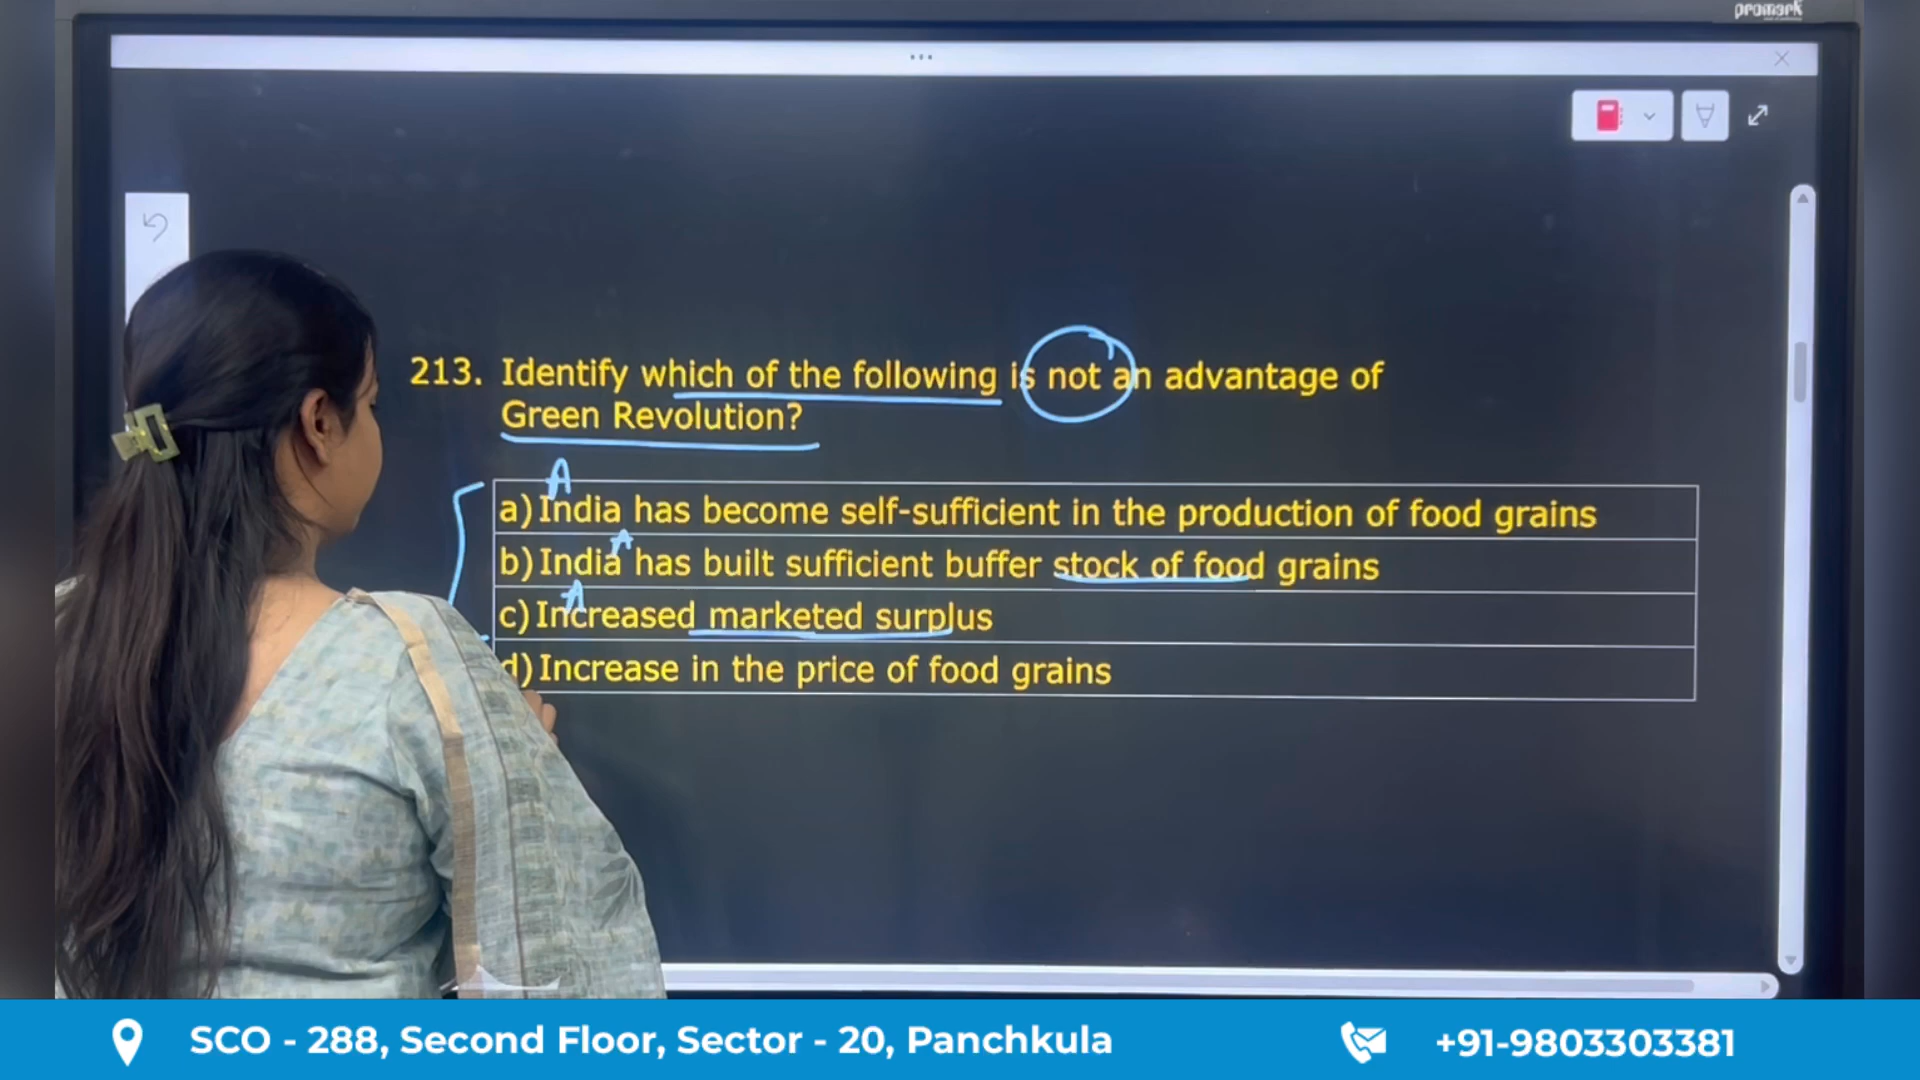 promark
213. Identify which of the following is not an advantage of
Green Revolution?
A
a) India has become self-sufficient in the production of food grains
A
b) India has built sufficient buffer stock of food grains
A
c) Increased marketed surplus
d) Increase in the price of food grains
SCO - 288, Second Floor, Sector - 20, Panchkula
+91-9803303381